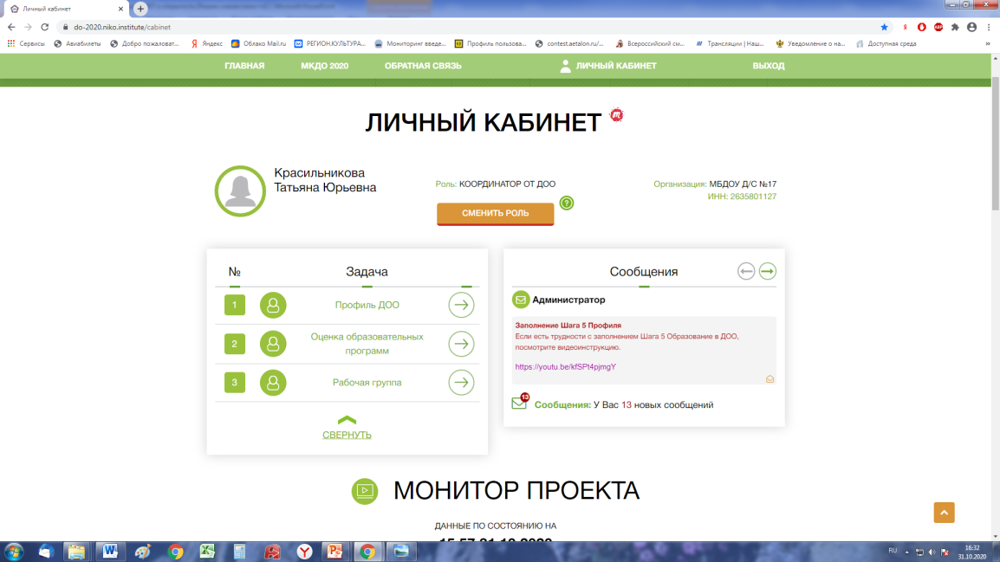 Личный кабинет
do-2020.niko.institute/cabinet
Сервисы Авиабилеты Добро пожаловат... Яндекс Облако Mail.ru РЕГИОН.КУЛЬТУРА... Мониторинг введе... Профиль пользова... contest.aetalon.ru/... Всероссийский см... Трансляции | Наш... Уведомление о на... Доступная среда »
ГЛАВНАЯ МКДО 2020 ОБРАТНАЯ СВЯЗЬ ЛИЧНЫЙ КАБИНЕТ ВЫХОД
ЛИЧНЫЙ КАБИНЕТ
Красильникова
Татьяна Юрьевна
Роль: КООРДИНАТОР ОТ ДОО
СМЕНИТЬ РОЛЬ ?
Организация: МБДОУ Д/С №17
ИНН: 2635801127
№ Задача
1 Профиль ДОО
2 Оценка образовательных
программ
3 Рабочая группа
СВЕРНУТЬ
Сообщения
Администратор
Заполнение Шага 5 Профиля
Если есть трудности с заполнением Шага 5 Образование в ДОО,
посмотрите видеоинструкцию.
https://youtu.be/kfSPt4pjmgY
13 Сообщения: У Вас 13 новых сообщений
МОНИТОР ПРОЕКТА
ДАННЫЕ ПО СОСТОЯНИЮ НА
RU 16:32
31.10.2020